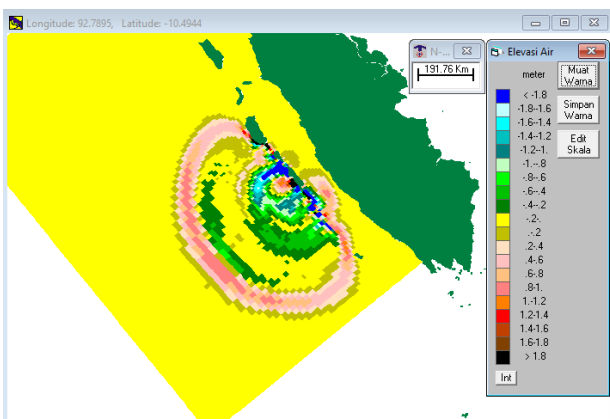 Longitude: 92.7895, Latitude: -10.4944
N-...
191.76 Km
Elevasi Air
meter
Muat Warna
Simpan Warna
Edit Skala
< -1.8
-1.8--1.6
-1.6--1.4
-1.4--1.2
-1.2--1.
-1.--.8
-.8--.6
-.6--.4
-.4--.2
-.2-.
-.2
.2-.4
.4-.6
.6-.8
.8-1.
1.-1.2
1.2-1.4
1.4-1.6
1.6-1.8
> 1.8
Int